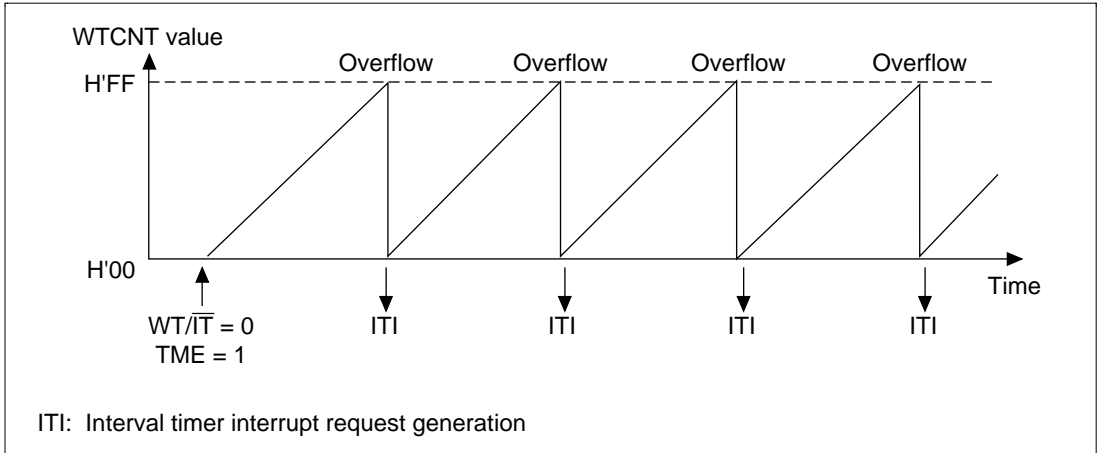 WTCNT value
Overflow Overflow Overflow Overflow
H'FF
H'00
Time
WT/I̅T̅ = 0
TME = 1
ITI ITI ITI ITI
ITI: Interval timer interrupt request generation